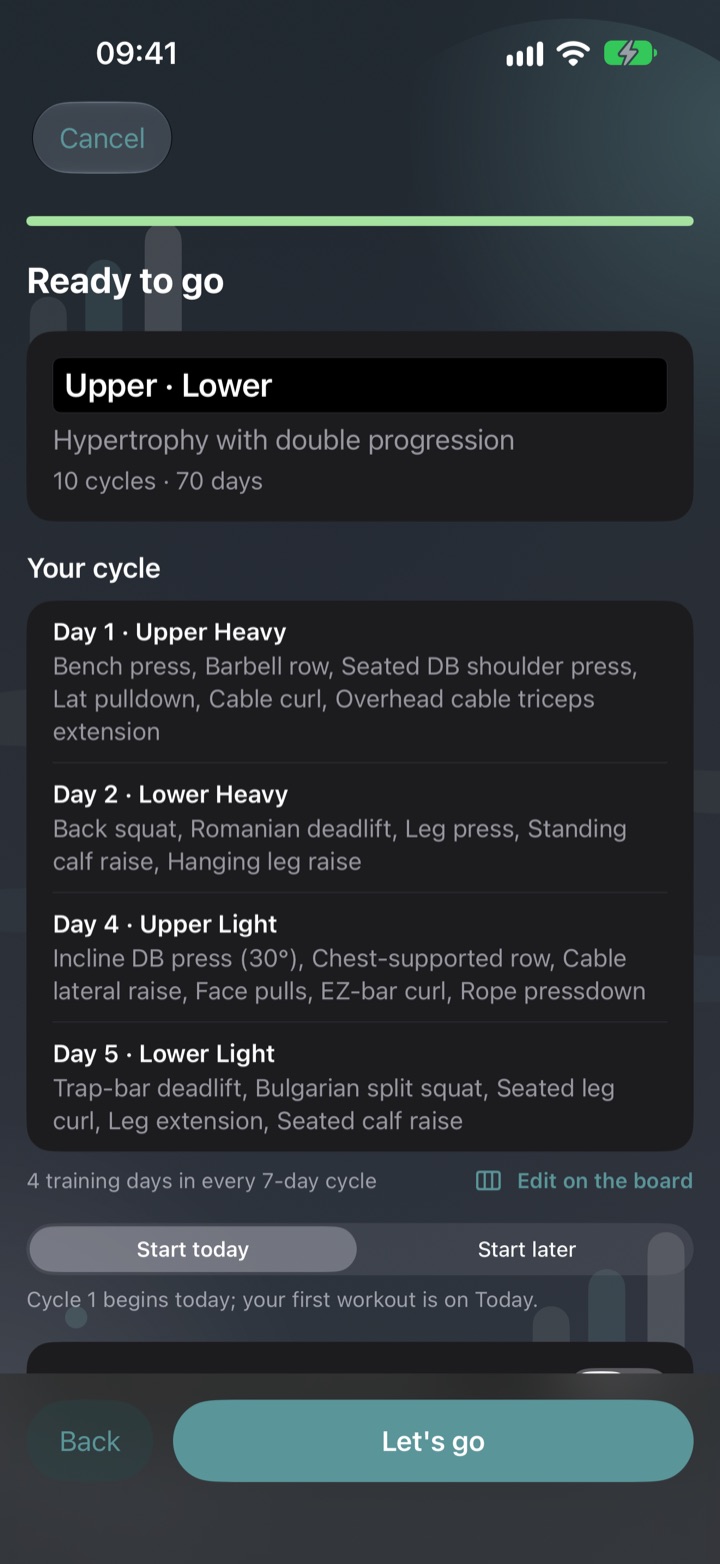 09:41
Cancel
Ready to go
Upper · Lower
Hypertrophy with double progression
10 cycles · 70 days
Your cycle
Day 1 · Upper Heavy
Bench press, Barbell row, Seated DB shoulder press,
Lat pulldown, Cable curl, Overhead cable triceps
extension
Day 2 · Lower Heavy
Back squat, Romanian deadlift, Leg press, Standing
calf raise, Hanging leg raise
Day 4 · Upper Light
Incline DB press (30°), Chest-supported row, Cable
lateral raise, Face pulls, EZ-bar curl, Rope pressdown
Day 5 · Lower Light
Trap-bar deadlift, Bulgarian split squat, Seated leg
curl, Leg extension, Seated calf raise
4 training days in every 7-day cycle
Edit on the board
Start today
Start later
Cycle 1 begins today; your first workout is on Today.
Back
Let's go